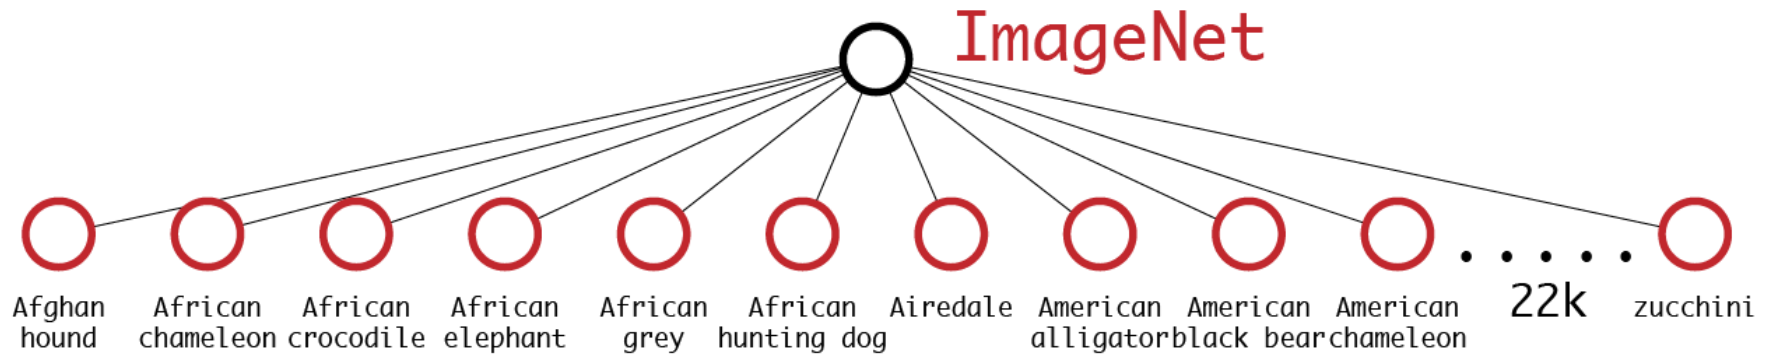 ImageNet
Afghan hound
African chameleon
African crocodile
African elephant
African grey
African hunting dog
Airedale
American alligator
American black bear
American chameleon
22k
zucchini